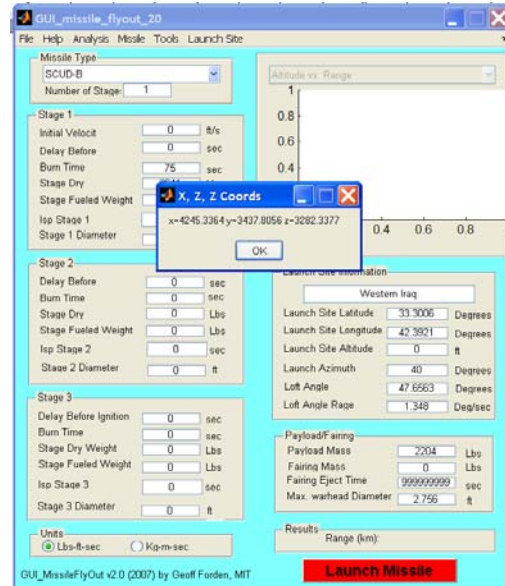 GUI_missile_flyout_20
File Help Analysis Missile Tools Launch Site
Missile Type
SCUD-B
Number of Stage: 1
Altitude vs. Range
1
0.8
0.6
0.4
0.4 0.6 0.8
Stage 1
Initial Velocit 0 ft/s
Delay Before 0 sec
Burn Time 75 sec
Stage Dry
Stage Fueled Weight
Isp Stage 1
Stage 1 Diameter
X, Z, Z Coords
x=4245.3364 y=3437.8056 z=3282.3377
OK
Stage 2
Delay Before 0 sec
Burn Time 0 sec
Stage Dry 0 Lbs
Stage Fueled Weight 0 Lbs
Isp Stage 2 0 sec
Stage 2 Diameter 0 ft
Launch Site Information
Western Iraq
Launch Site Latitude 33.3006 Degrees
Launch Site Longitude 42.3921 Degrees
Launch Site Altitude 0 ft
Launch Azimuth 40 Degrees
Loft Angle 47.6563 Degrees
Loft Angle Rage 1.348 Deg/sec
Stage 3
Delay Before Ignition 0 sec
Burn Time 0 sec
Stage Dry Weight 0 Lbs
Stage Fueled Weight 0 Lbs
Isp Stage 3 0 sec
Stage 3 Diameter 0 ft
Payload/Fairing
Payload Mass 2204 Lbs
Fairing Mass 0 Lbs
Fairing Eject Time 999999999 sec
Max. warhead Diameter 2.756 ft
Units
Lbs-ft-sec Kg-m-sec
Results
Range (km):
GUI_MissileFlyOut v2.0 (2007) by Geoff Forden, MIT
Launch Missile